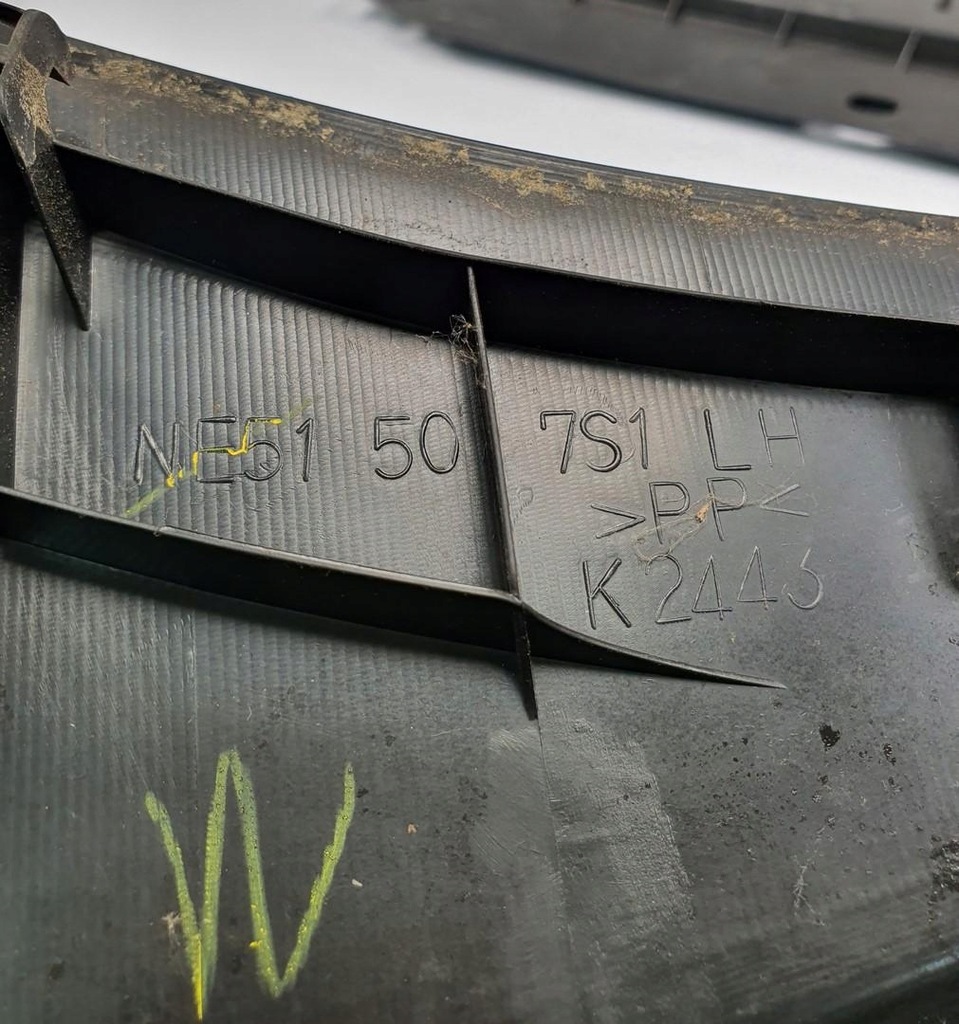 NE51 50 7S1 LH
>PP<
K2443
W